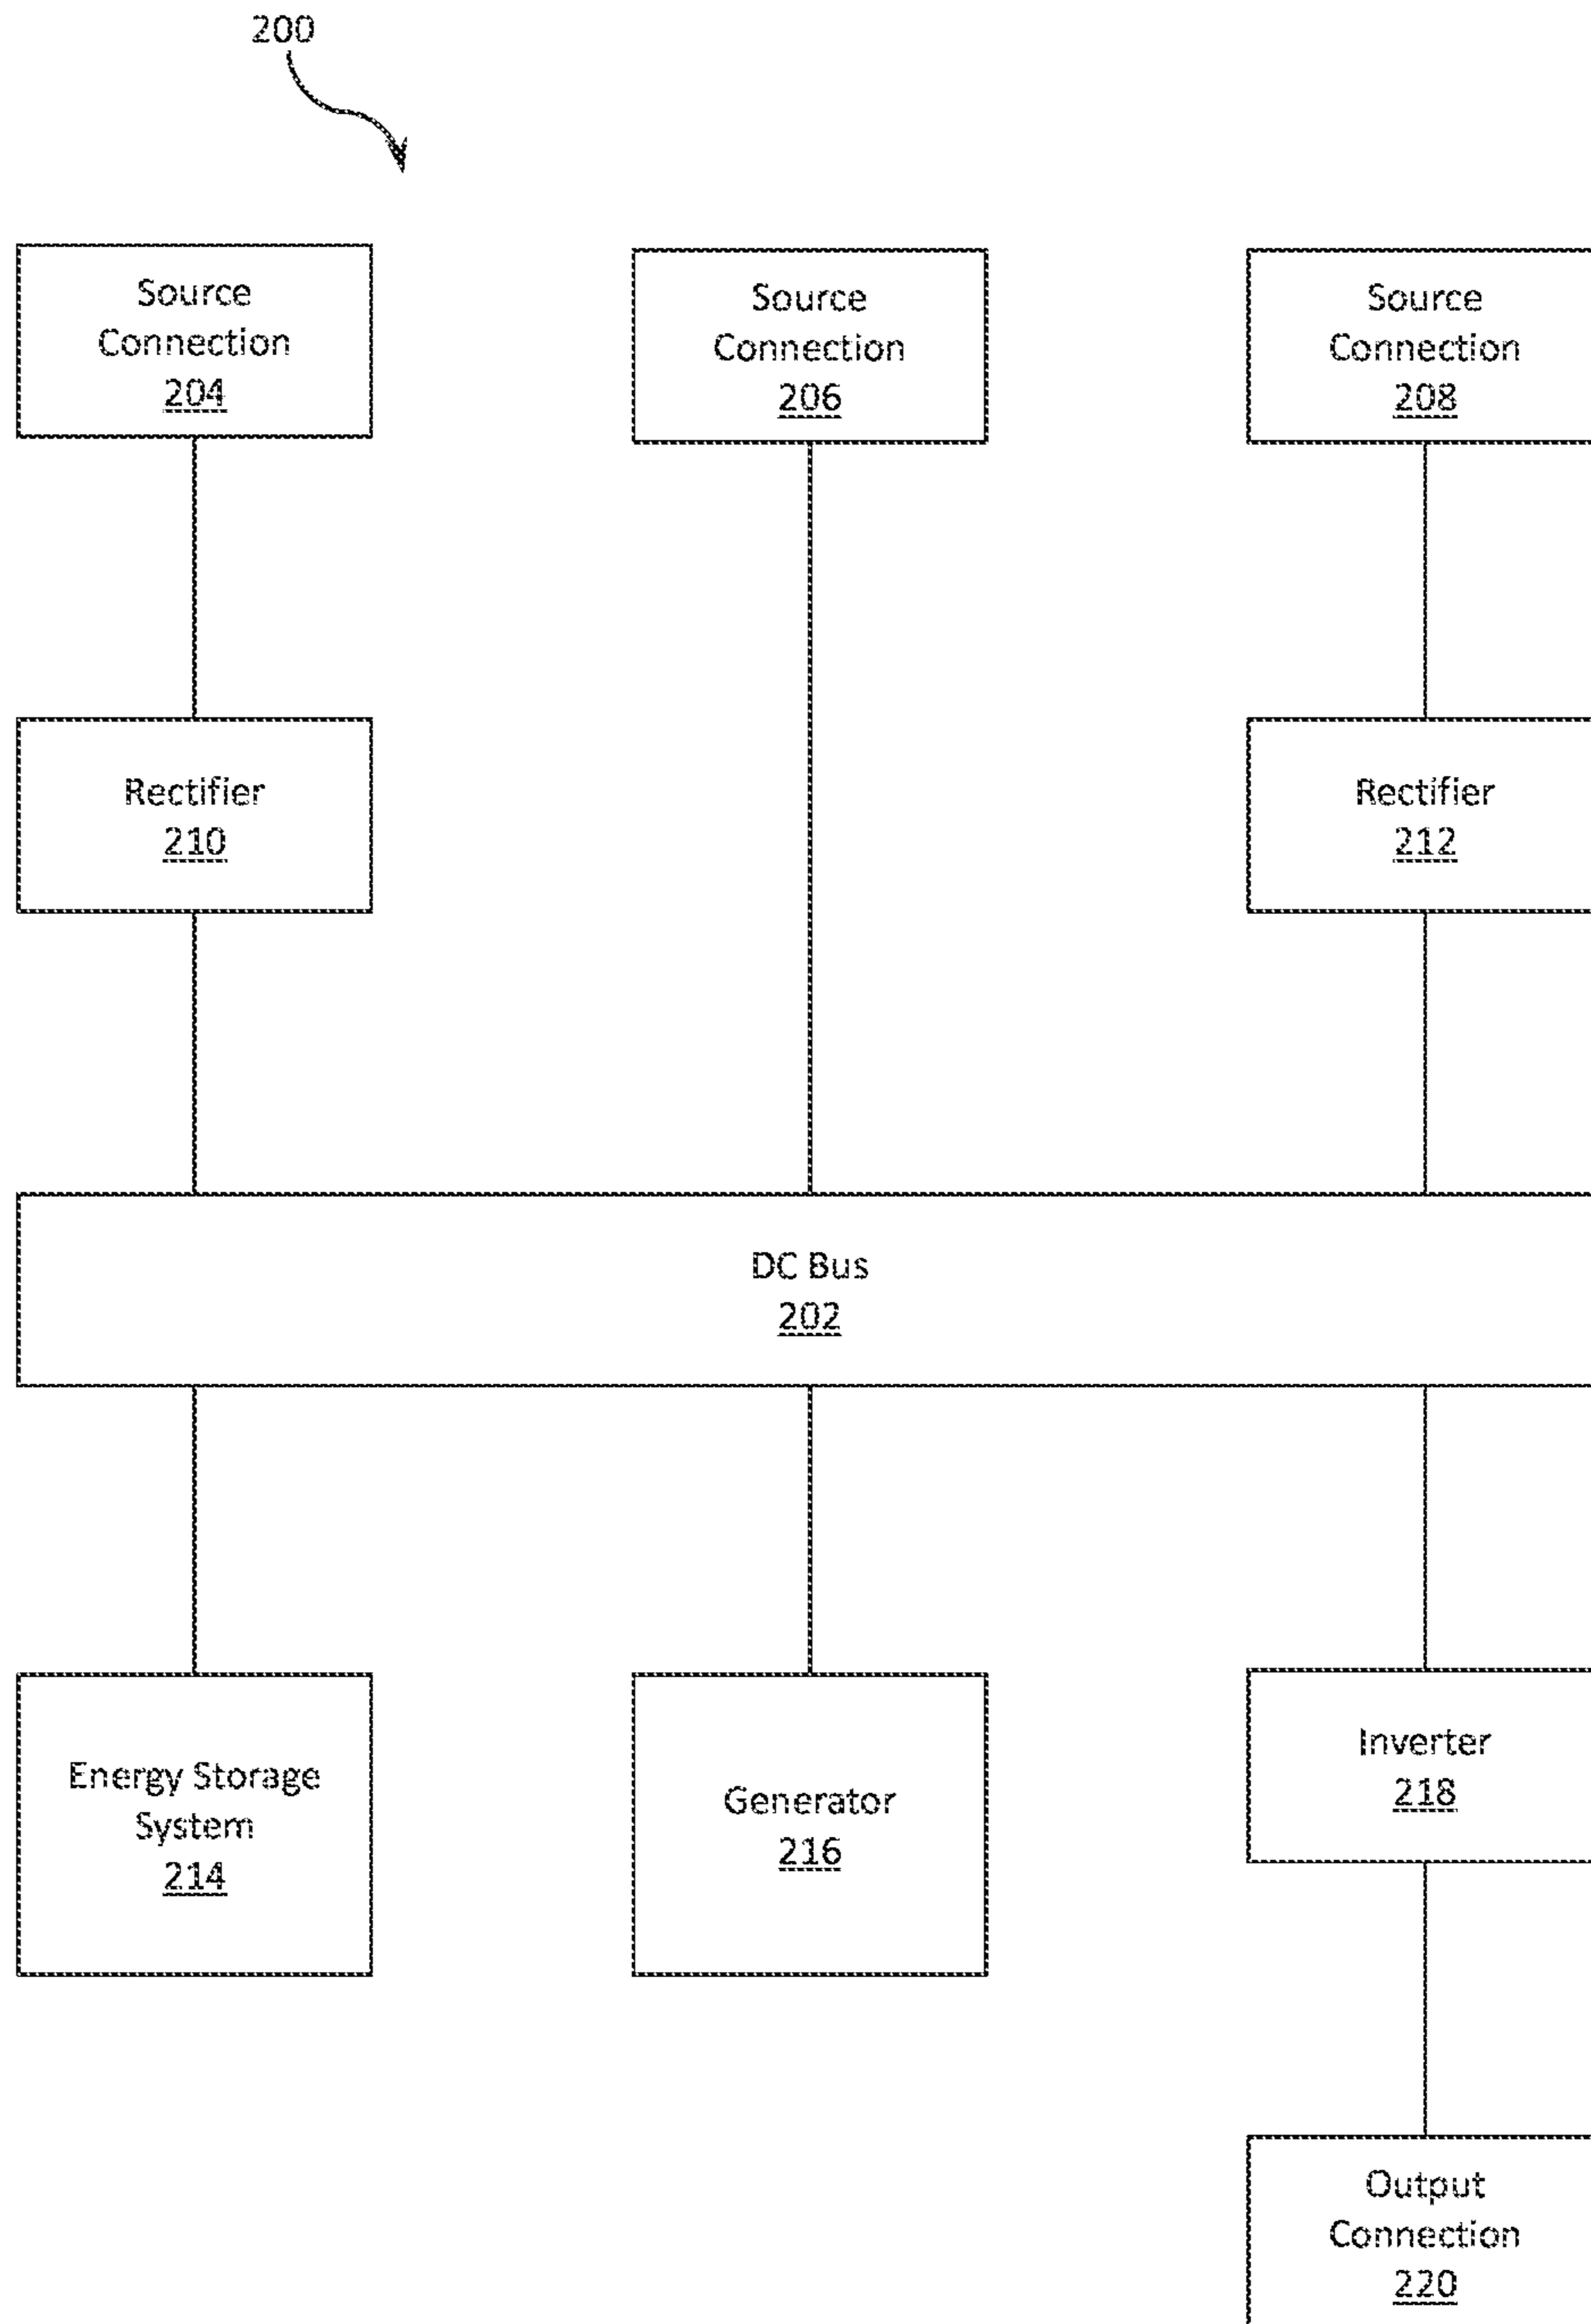 200
Source
Connection
204
Source
Connection
206
Source
Connection
208
Rectifier
210
Rectifier
212
DC Bus
202
Energy Storage
System
214
Generator
216
Inverter
218
Output
Connection
220